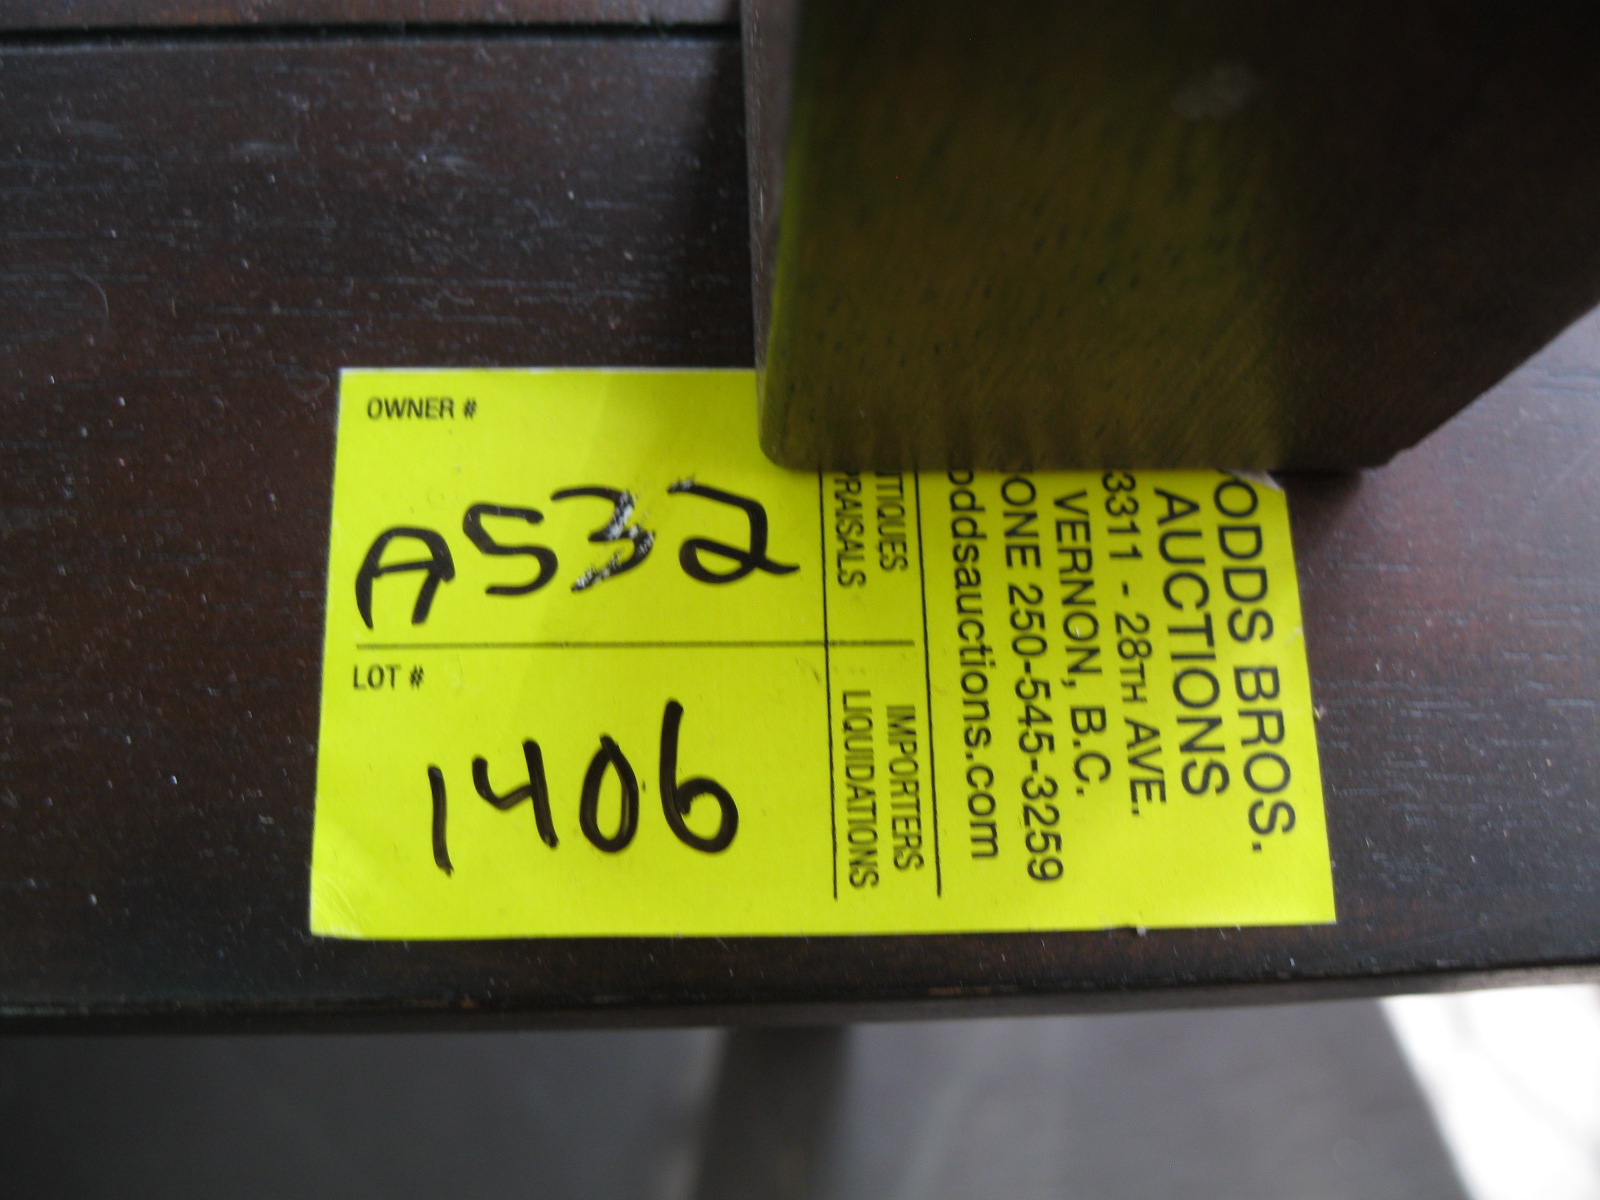 OWNER #
A532
LOT #
1406
ODDS BROS.
AUCTIONS
3311 - 28TH AVE.
VERNON, B.C.
ONE 250-545-3259
oddsauctions.com
NTIQUES IMPORTERS
PRAISALS LIQUIDATIONS